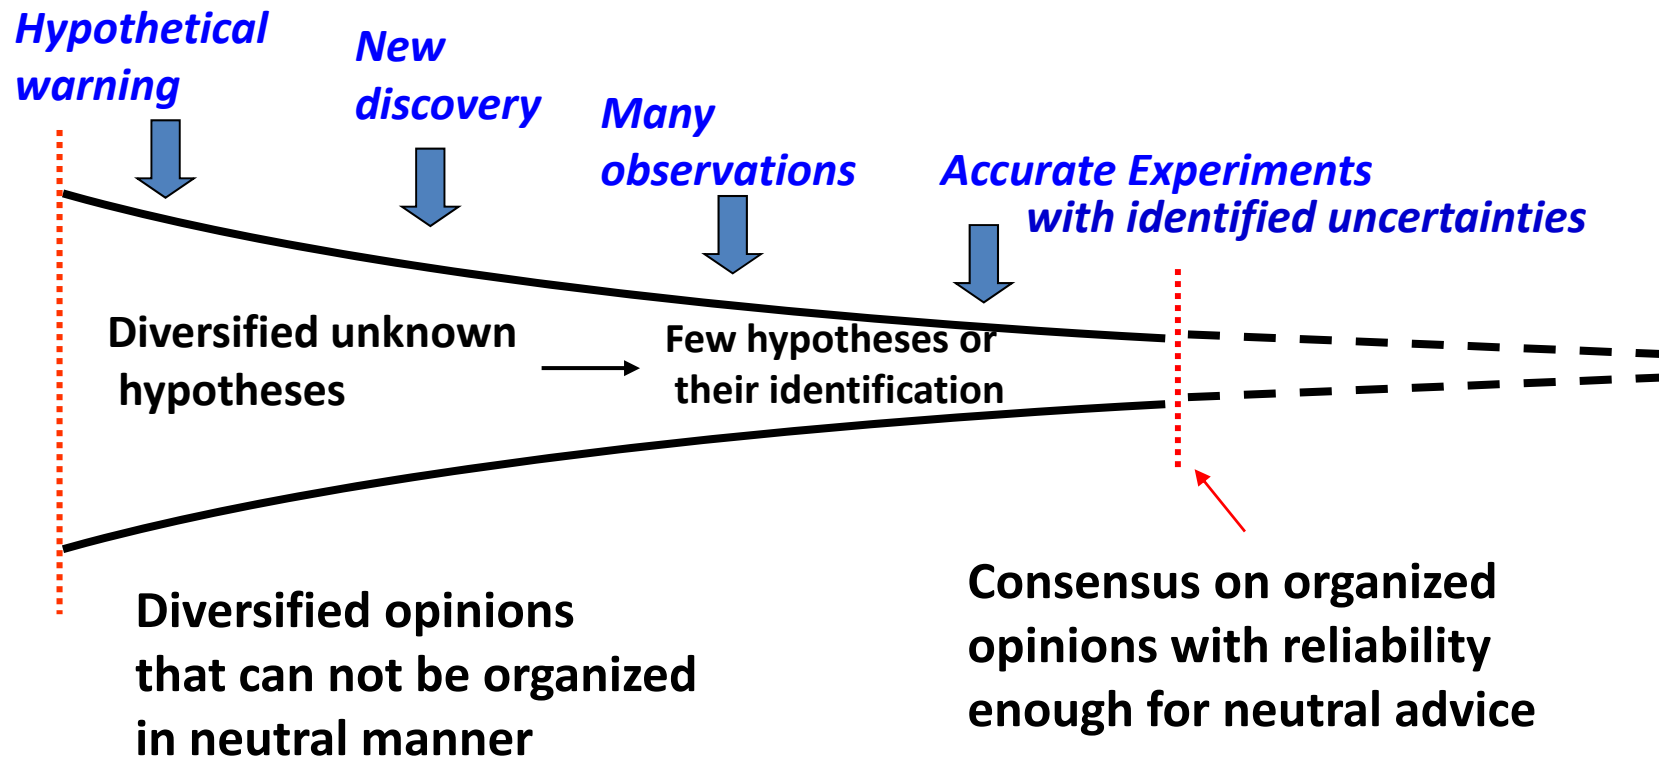 Hypothetical
warning
New
discovery
Many
observations
Accurate Experiments
with identified uncertainties
Diversified unknown
hypotheses
Few hypotheses or
their identification
Diversified opinions
that can not be organized
in neutral manner
Consensus on organized
opinions with reliability
enough for neutral advice